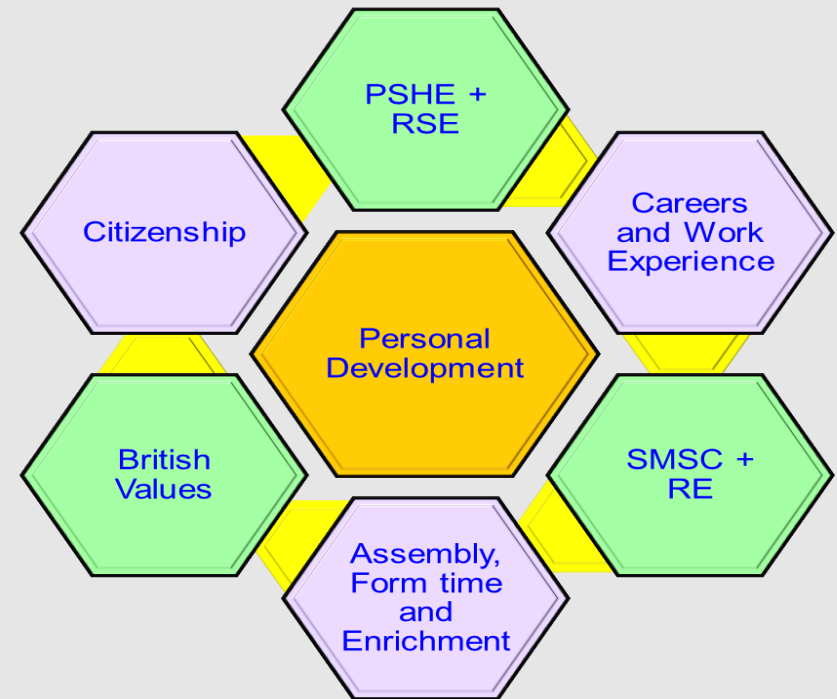 PSHE +
RSE
Careers
and Work
Experience
Citizenship
Personal
Development
SMSC +
RE
British
Values
Assembly,
Form time
and
Enrichment